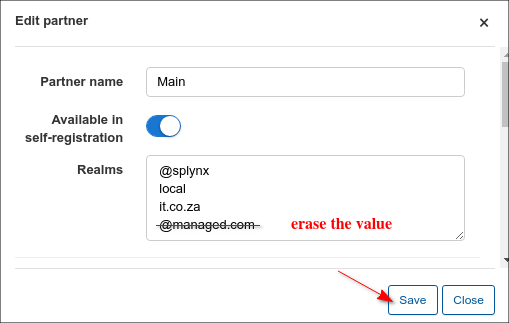 Edit partner
×
Partner name
Main
Available in
self-registration
Realms
@splynx
local
it.co.za
@managed.com
erase the value
Save
Close